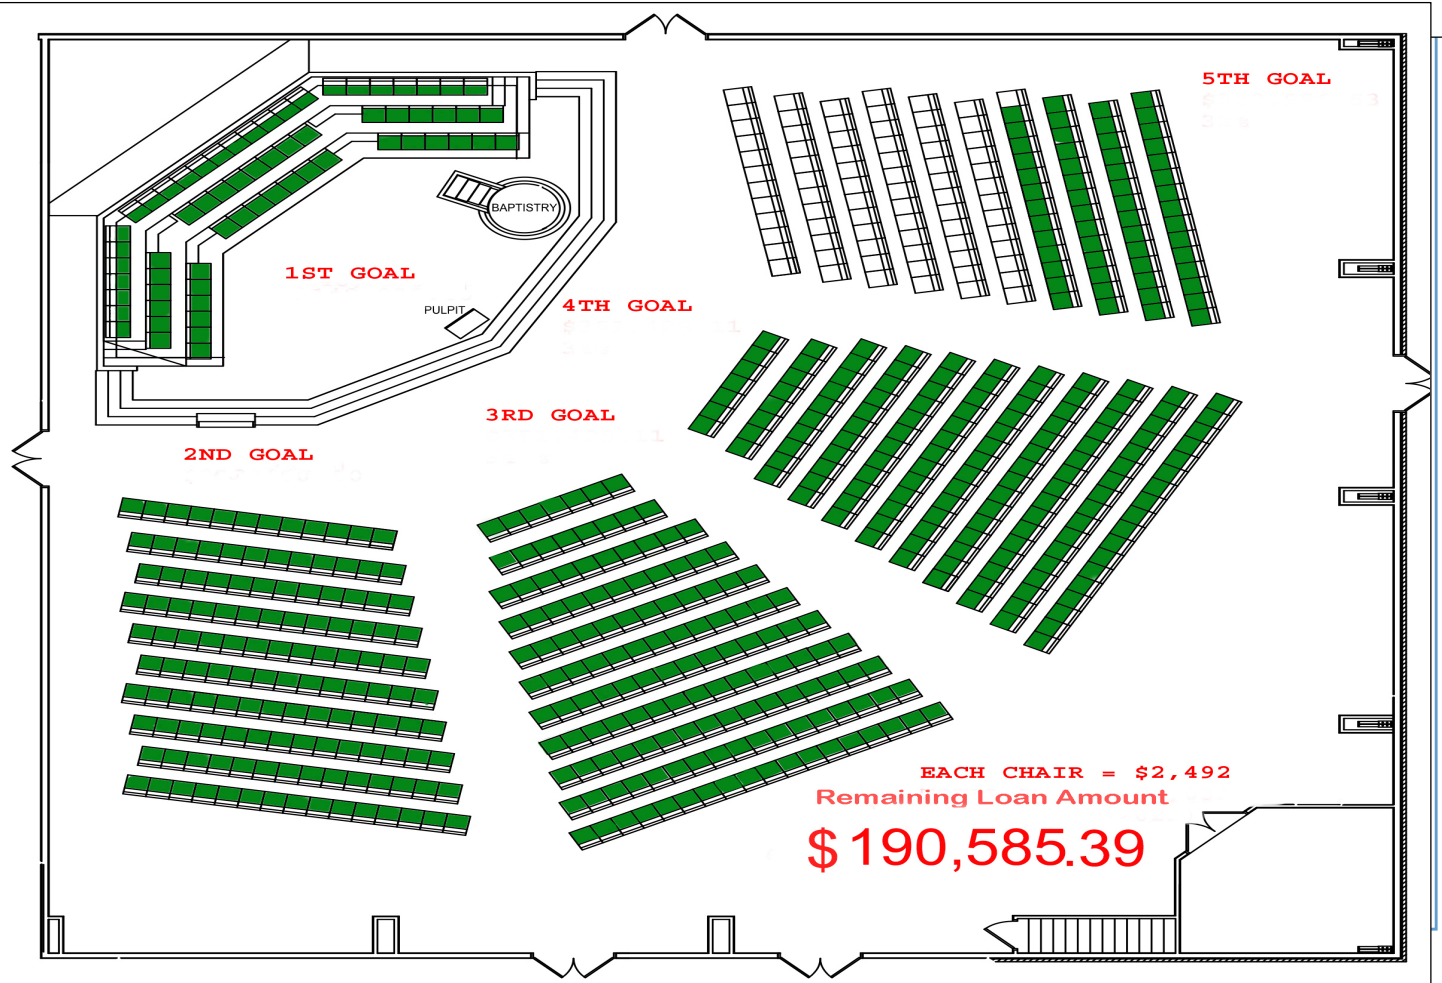 5TH GOAL
BAPTISTRY
1ST GOAL
4TH GOAL
PULPIT
3RD GOAL
2ND GOAL
EACH CHAIR = $2,492
Remaining Loan Amount
$ 190,585.39